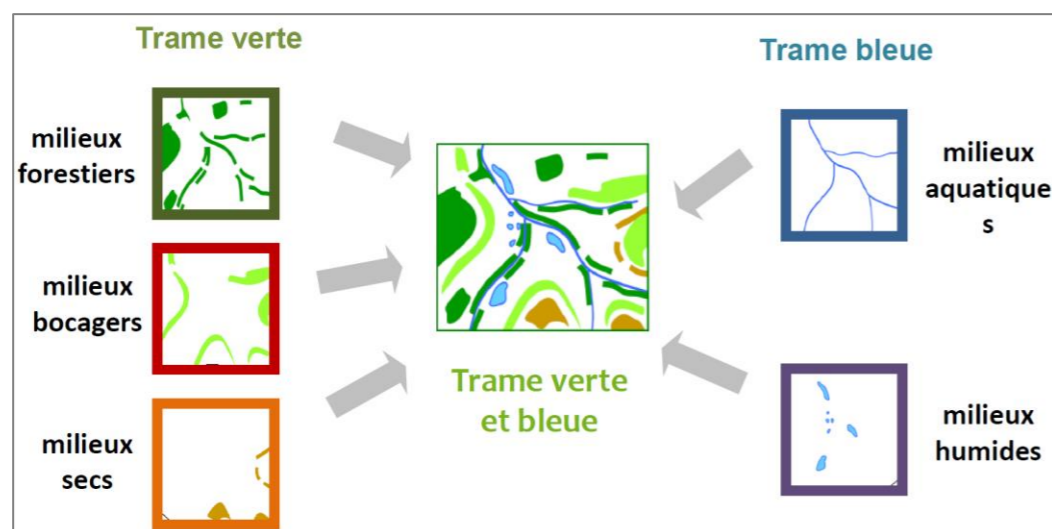 Trame verte
Trame bleue
milieux
forestiers
milieux
bocagers
milieux
secs
Trame verte
et bleue
milieux
aquatique
s
milieux
humides